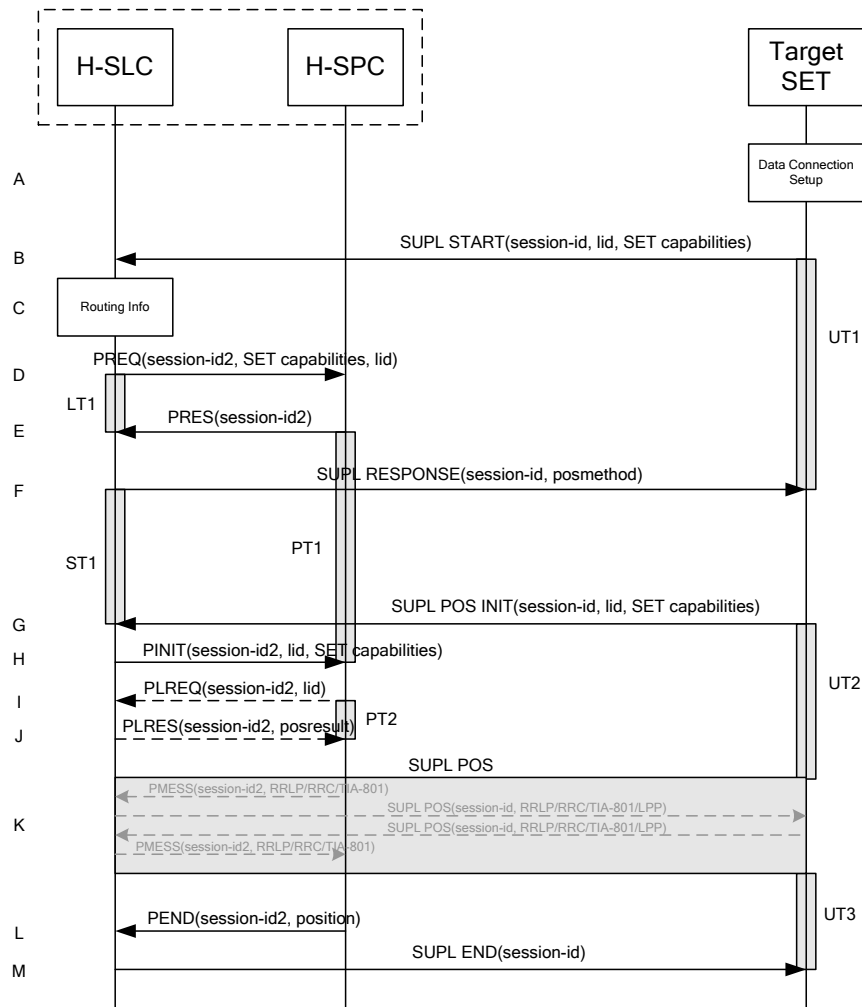 H-SLC
H-SPC
Target
SET
A
Data Connection
Setup
B
SUPL START(session-id, lid, SET capabilities)
C
Routing Info
UT1
D
PREQ(session-id2, SET capabilities, lid)
LT1
E
PRES(session-id2)
F
SUPL RESPONSE(session-id, posmethod)
ST1
PT1
G
SUPL POS INIT(session-id, lid, SET capabilities)
H
PINIT(session-id2, lid, SET capabilities)
I
PLREQ(session-id2, lid)
UT2
J
PLRES(session-id2, posresult)
PT2
SUPL POS
PMESS(session-id2, RRLP/RRC/TIA-801)
SUPL POS(session-id, RRLP/RRC/TIA-801/LPP)
K
SUPL POS(session-id, RRLP/RRC/TIA-801/LPP)
PMESS(session-id2, RRLP/RRC/TIA-801)
UT3
L
PEND(session-id2, position)
M
SUPL END(session-id)